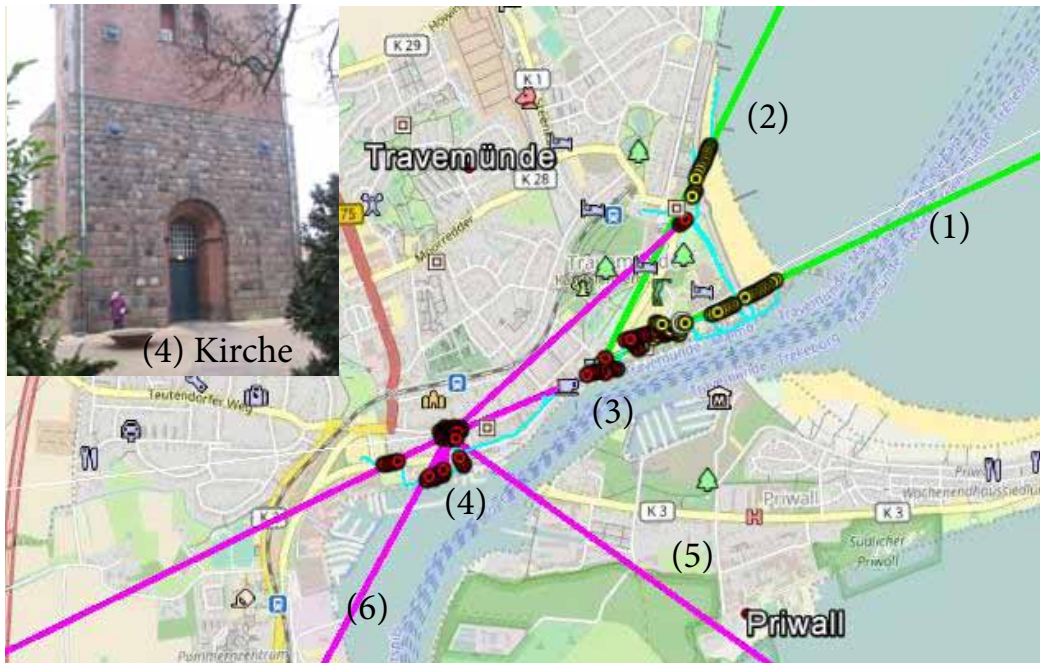 (4) Kirche
K 29
K 1
(2)
Travemünde
K 28
75
(1)
Moorredder
Teutendorfer Weg
(3)
(4)
K 3
Priwall
K 3
Südlicher
Priwall
(5)
(6)
Priwall
Pommernzentrum